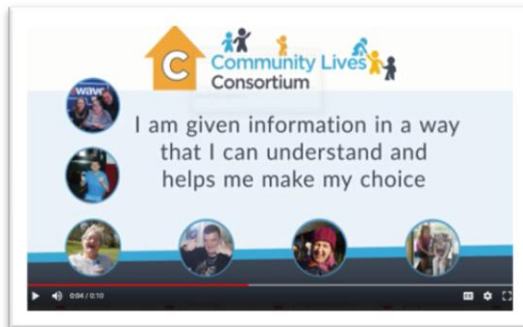 C
Community Lives
Consortium
wave
I am given information in a way
that I can understand and
helps me make my choice
0:04 / 0:10